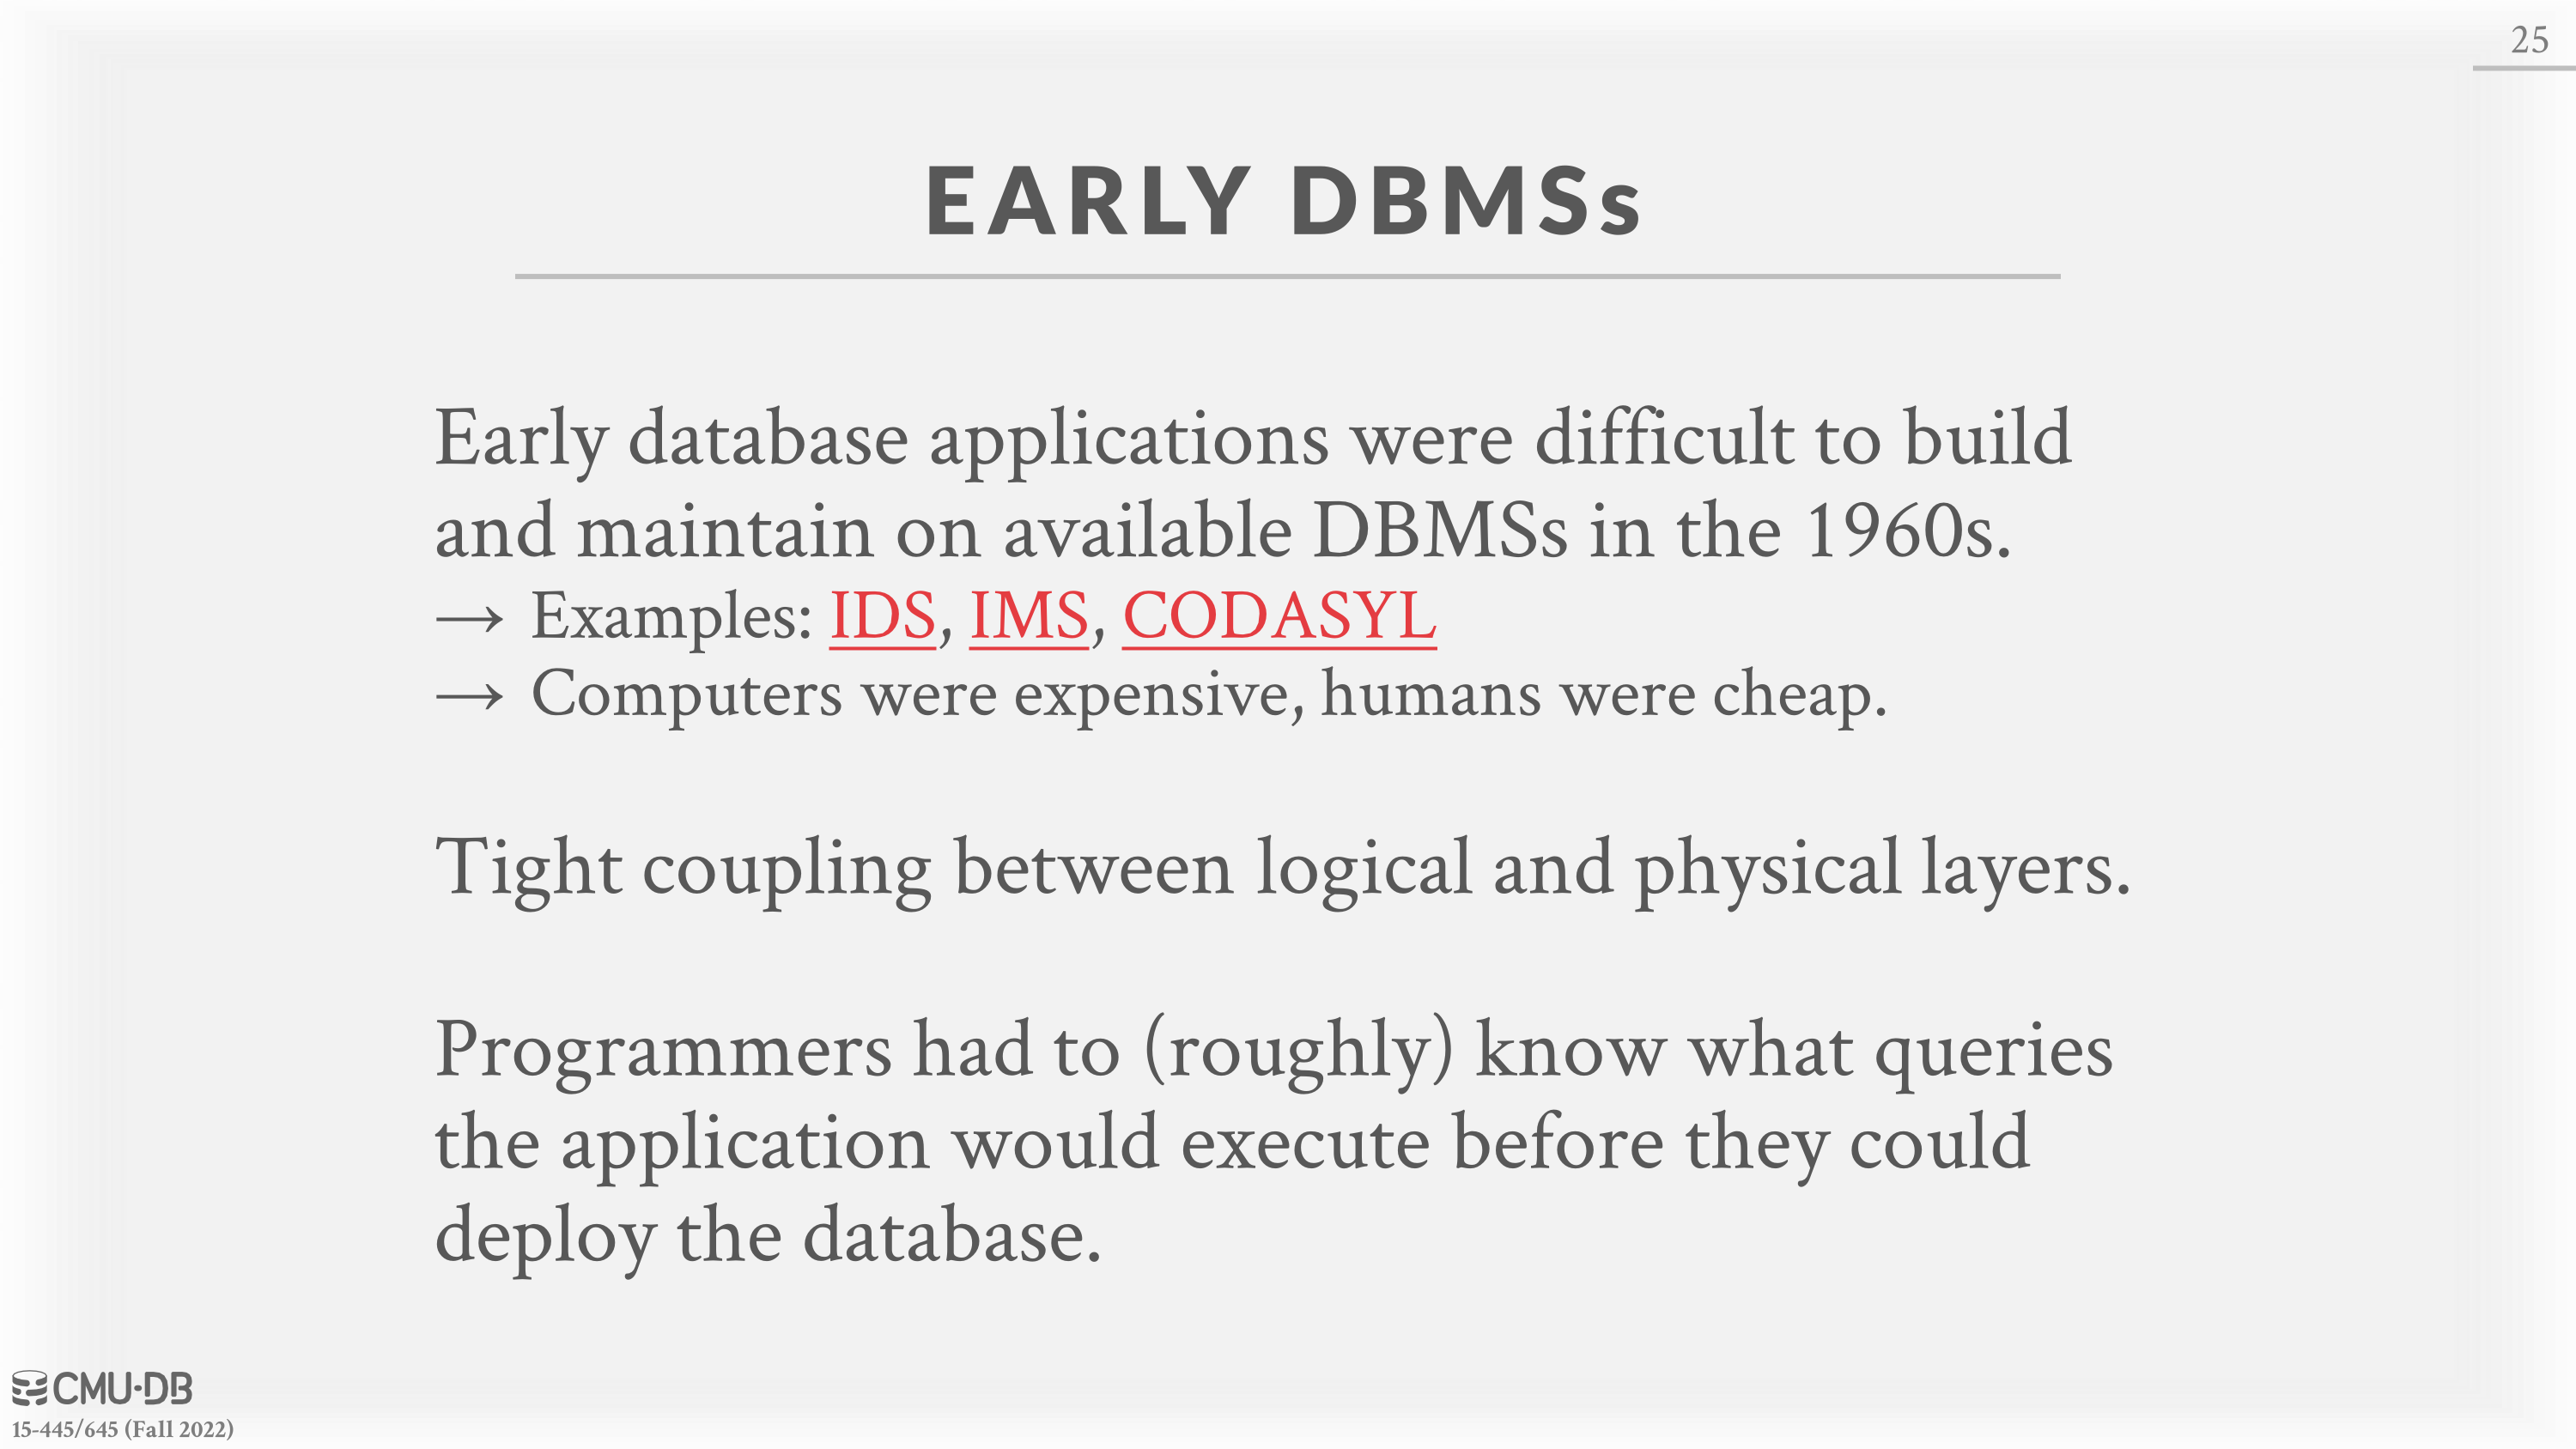 25
EARLY DBMSs
Early database applications were difficult to build
and maintain on available DBMSs in the 1960s.
→ Examples: IDS, IMS, CODASYL
→ Computers were expensive, humans were cheap.
Tight coupling between logical and physical layers.
Programmers had to (roughly) know what queries
the application would execute before they could
deploy the database.
CMU·DB
15-445/645 (Fall 2022)